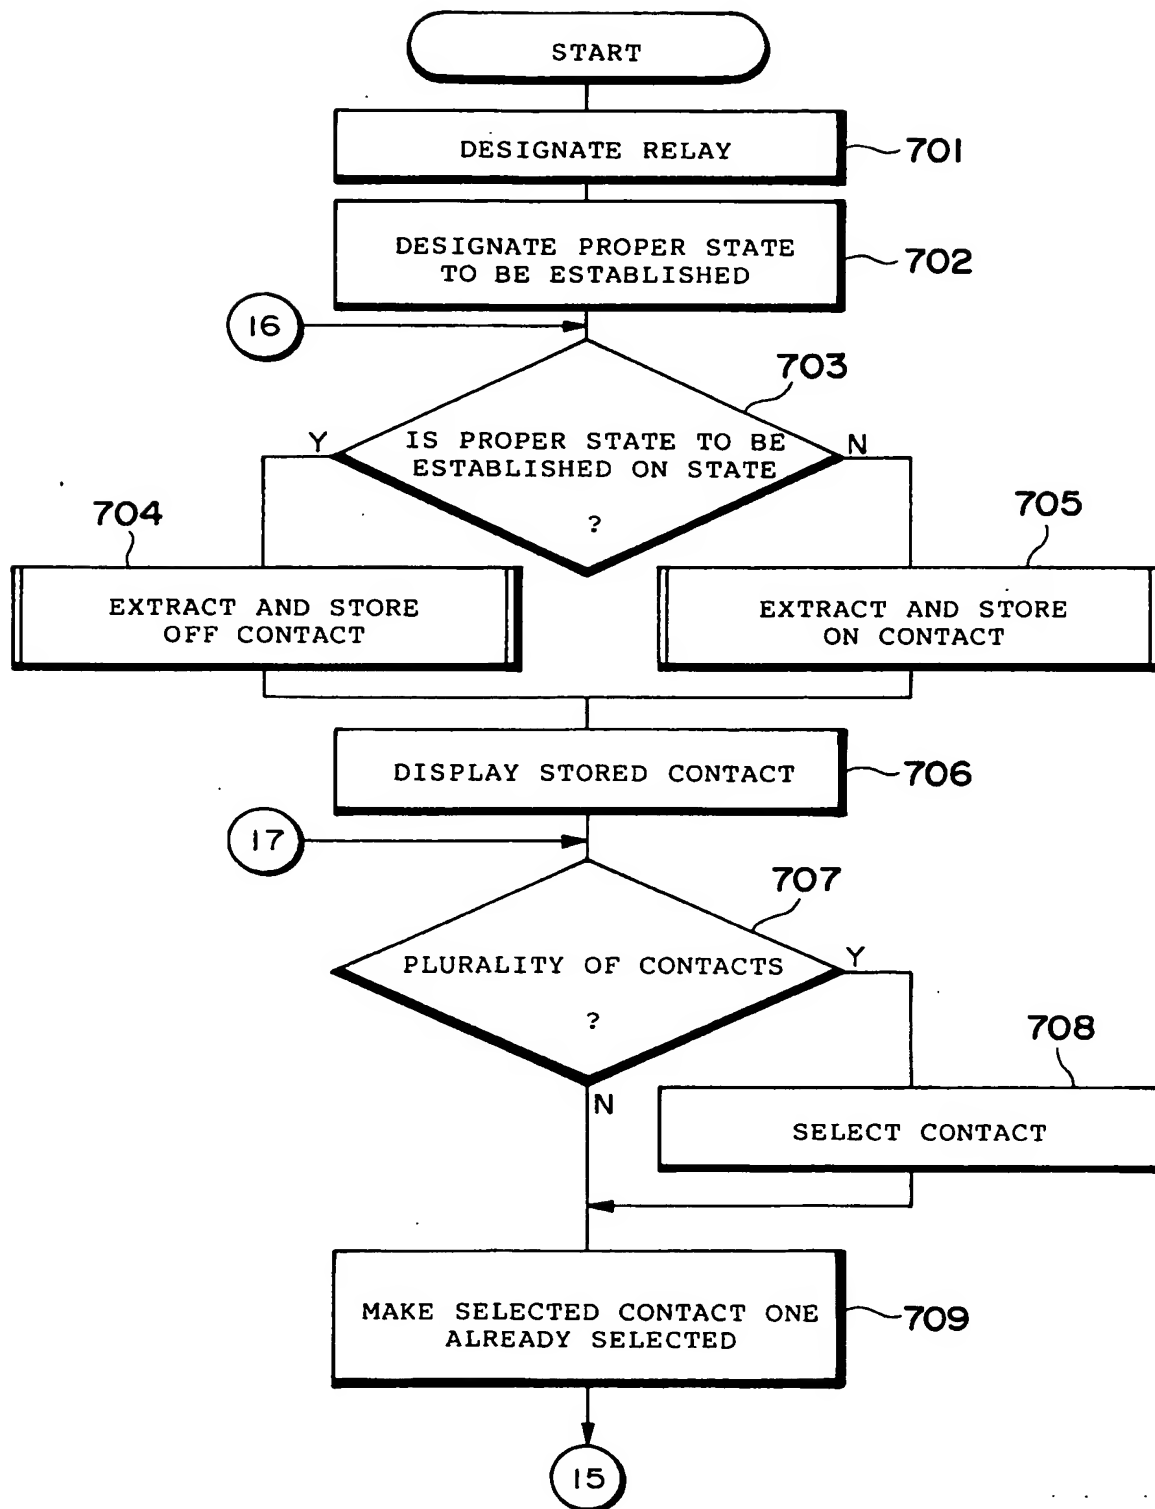 START
DESIGNATE RELAY
701
DESIGNATE PROPER STATE
TO BE ESTABLISHED
702
16
703
IS PROPER STATE TO BE
ESTABLISHED ON STATE
?
Y
N
704
705
EXTRACT AND STORE
OFF CONTACT
EXTRACT AND STORE
ON CONTACT
DISPLAY STORED CONTACT
706
17
707
PLURALITY OF CONTACTS
?
Y
N
708
SELECT CONTACT
MAKE SELECTED CONTACT ONE
ALREADY SELECTED
709
15